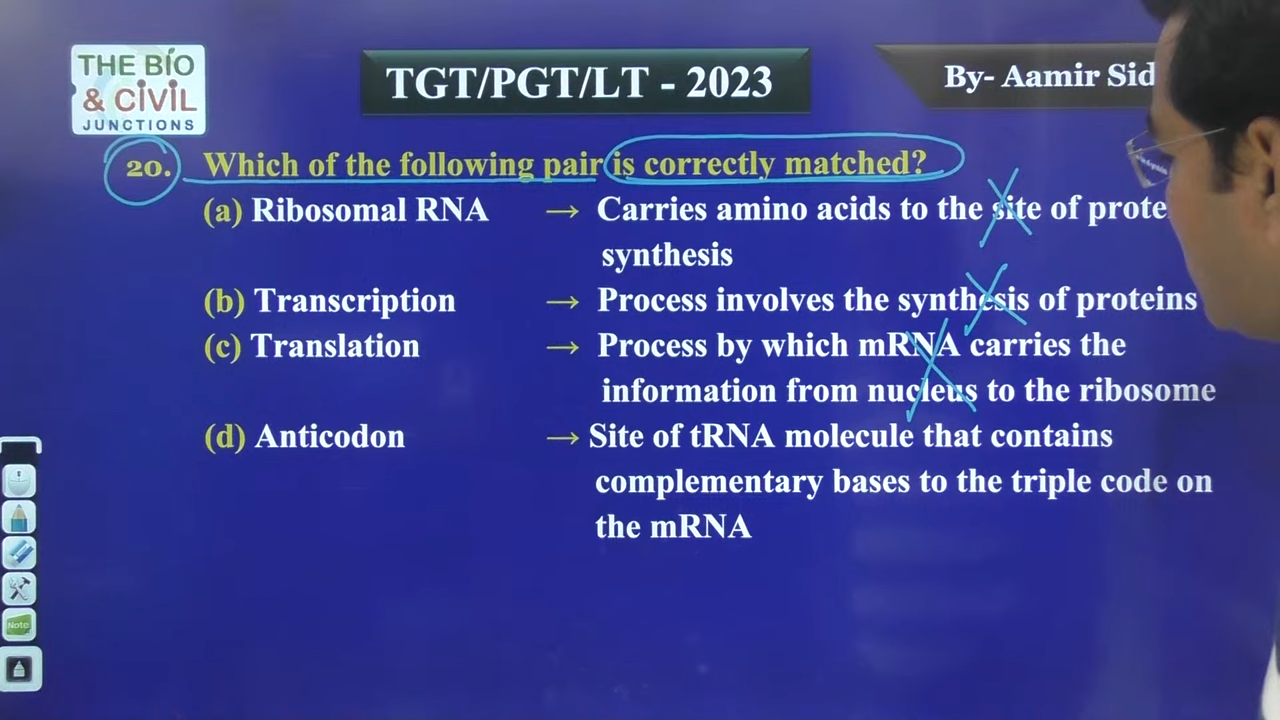 THE BIO
& CIVIL
JUNCTIONS
TGT/PGT/LT - 2023
By- Aamir
20. Which of the following pair is correctly matched?
(a) Ribosomal RNA → Carries amino acids to the site of
synthesis
(b) Transcription → Process involves the synthesis of proteins
(c) Translation → Process by which mRNA carries the
information from nucleus to the ribosome
(d) Anticodon → Site of tRNA molecule that contains
complementary bases to the triple code on
the mRNA
Note